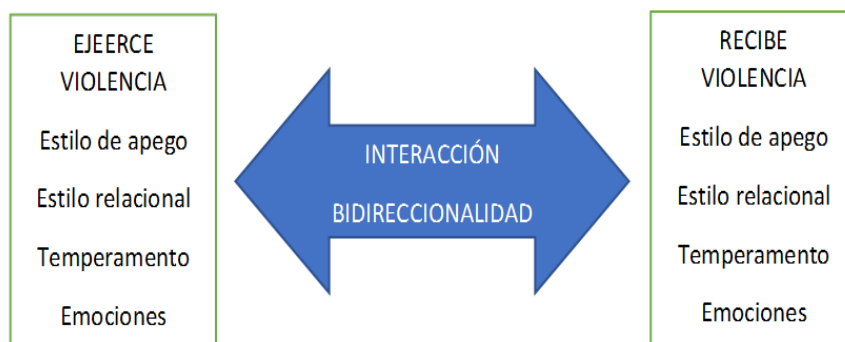 EJEERCE
VIOLENCIA
Estilo de apego
Estilo relacional
Temperamento
Emociones
INTERACCIÓN
BIDIRECCIONALIDAD
RECIBE
VIOLENCIA
Estilo de apego
Estilo relacional
Temperamento
Emociones